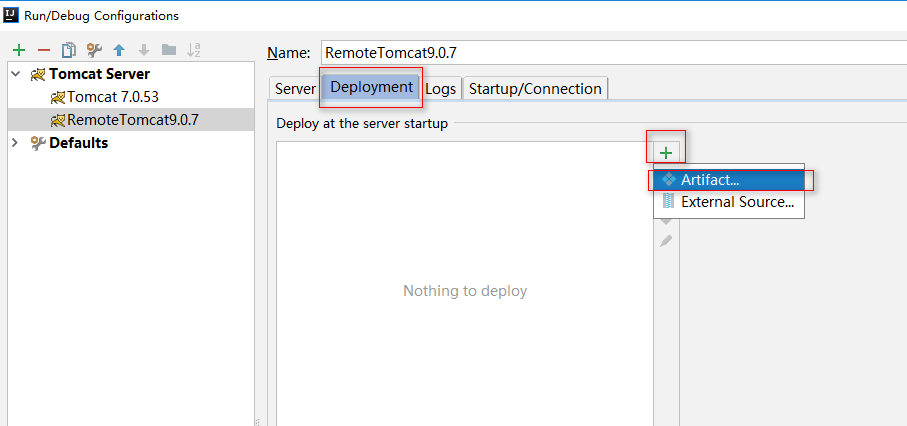 Run/Debug Configurations
Name: RemoteTomcat9.0.7
Tomcat Server
Tomcat 7.0.53
RemoteTomcat9.0.7
Defaults
Server Deployment Logs Startup/Connection
Deploy at the server startup
Artifact...
External Source...
Nothing to deploy